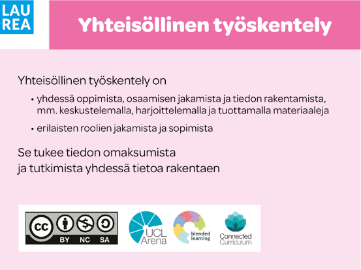 LAU
REA
Yhteisöllinen työskentely
Yhteisöllinen työskentely on
• yhdessä oppimista, osaamisen jakamista ja tiedon rakentamista,
mm. keskustelemalla, harjoittelemalla ja tuottamalla materiaaleja
• erilaisten roolien jakamista ja sopimista
Se tukee tiedon omaksumista
ja tutkimista yhdessä tietoa rakentaen
cc
BY NC SA
UCL
Arena
blended
learning
Connected
Curriculum